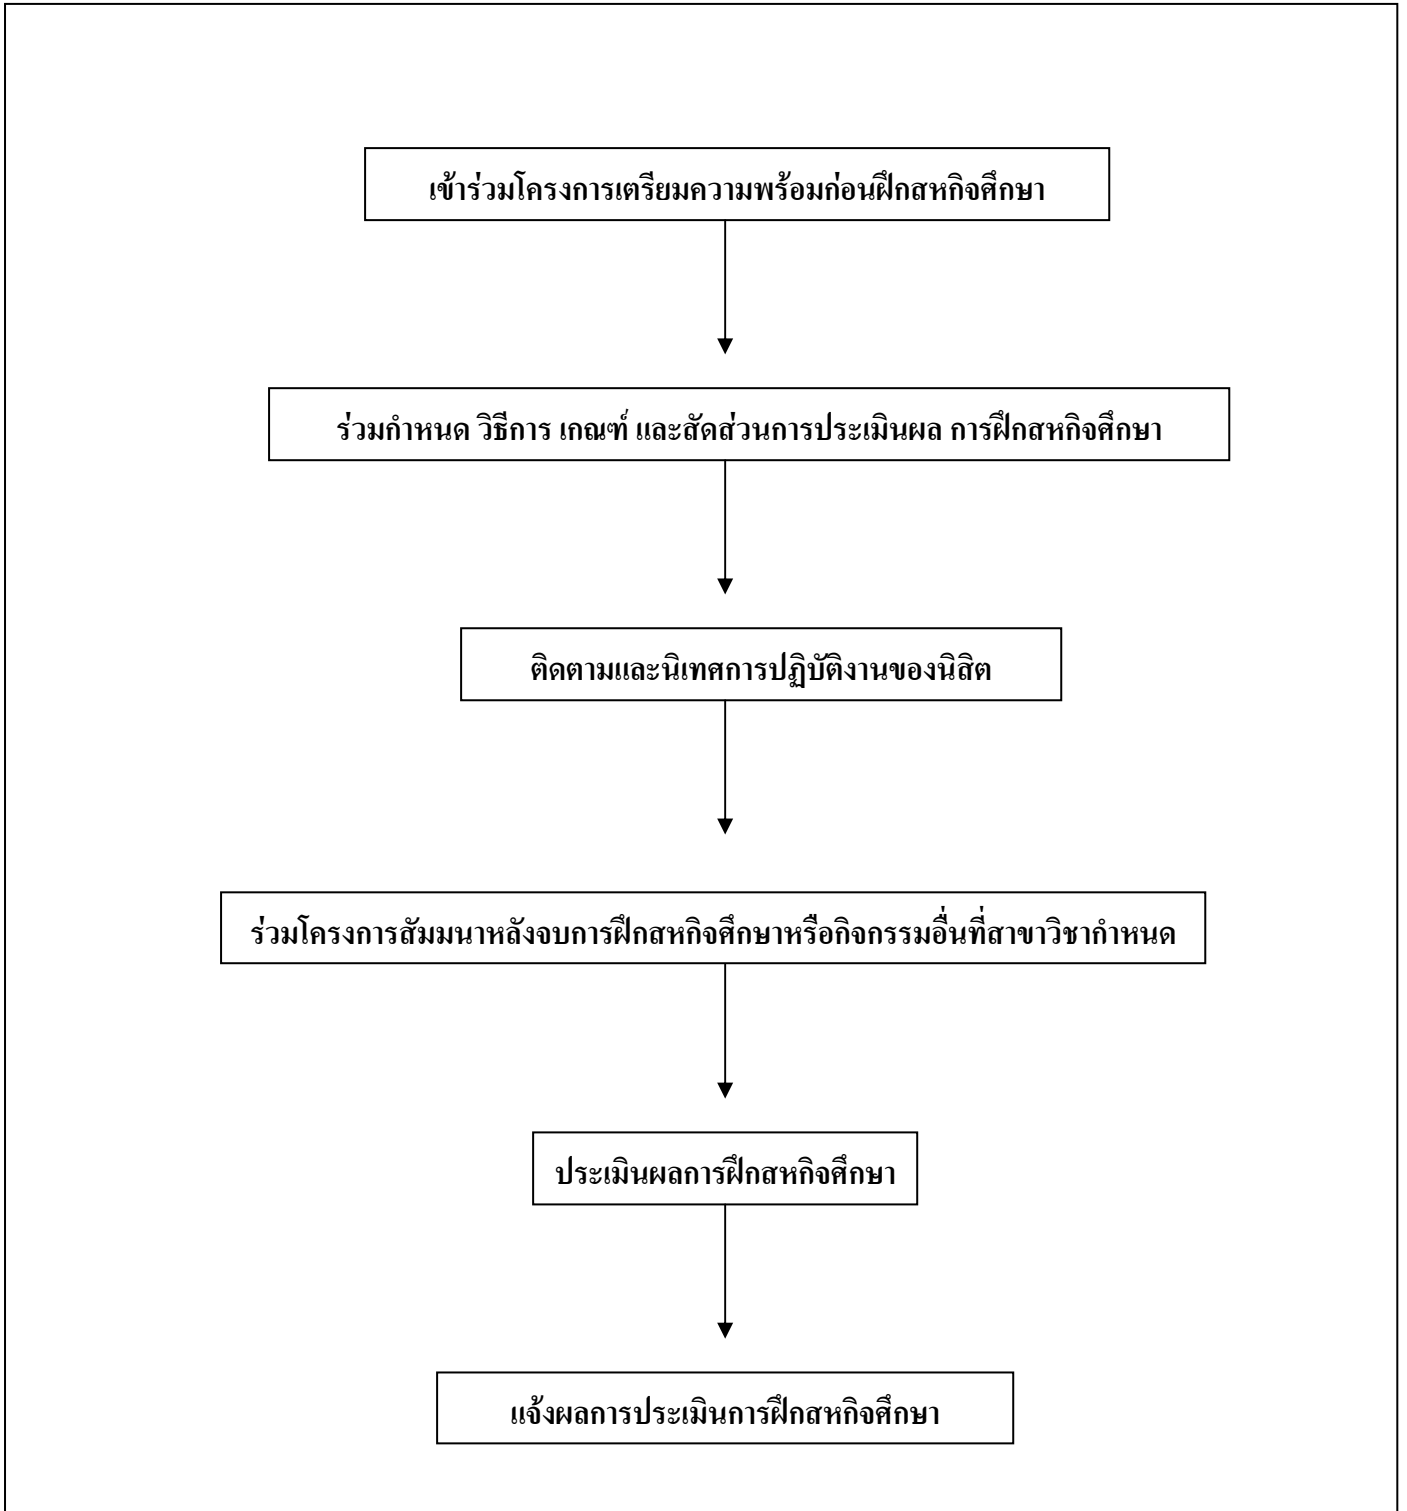 เข้าร่วมโครงการเตรียมความพร้อมก่อนฝึกสหกิจศึกษา
ร่วมกำหนด วิธีการ เกณฑ์ และสัดส่วนการประเมินผล การฝึกสหกิจศึกษา
ติดตามและนิเทศการปฏิบัติงานของนิสิต
ร่วมโครงการสัมมนาหลังจบการฝึกสหกิจศึกษาหรือกิจกรรมอื่นที่สาขาวิชากำหนด
ประเมินผลการฝึกสหกิจศึกษา
แจ้งผลการประเมินการฝึกสหกิจศึกษา